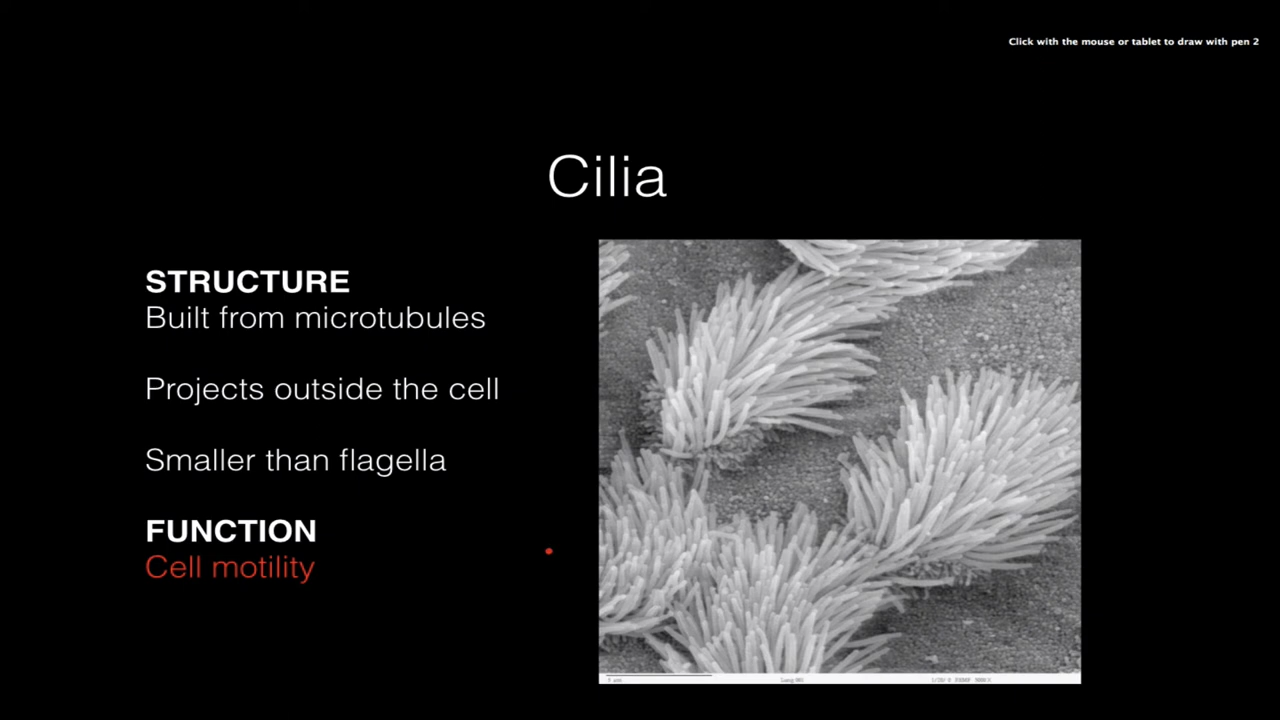 Click with the mouse or tablet to draw with pen 2
Cilia
STRUCTURE
Built from microtubules
Projects outside the cell
Smaller than flagella
FUNCTION
Cell motility